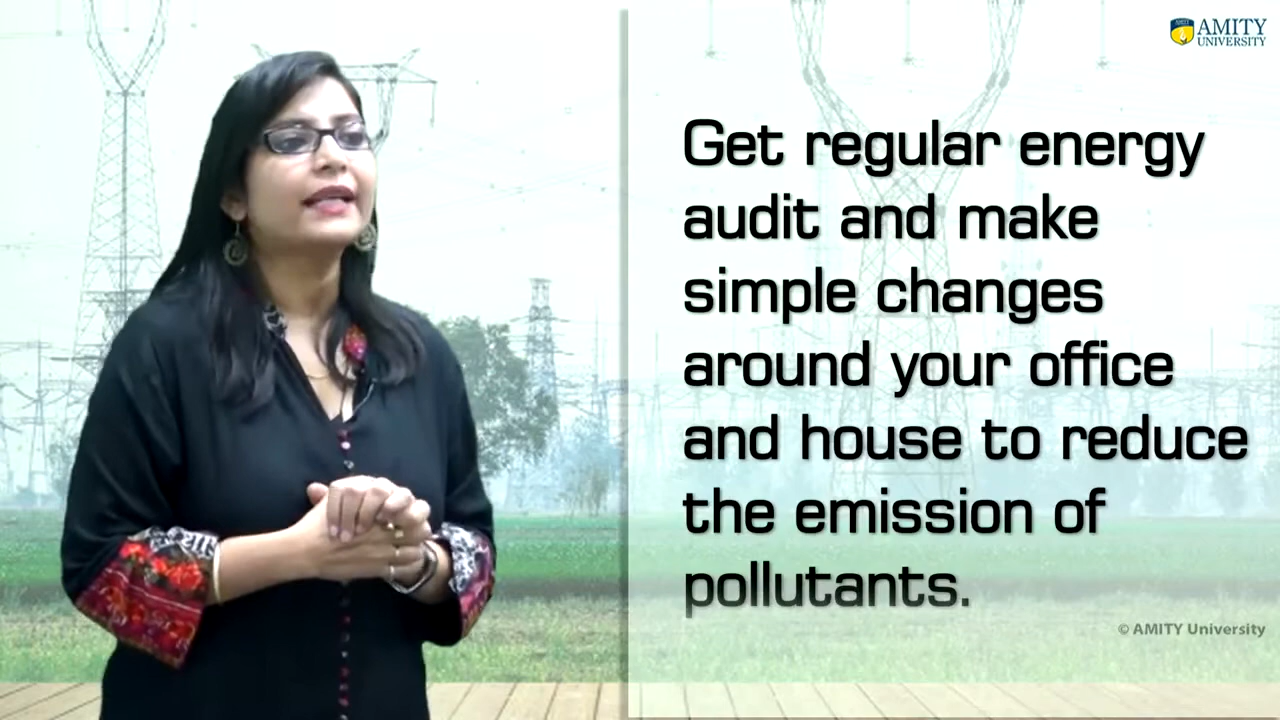 AMITY
UNIVERSITY
Get regular energy
audit and make
simple changes
around your office
and house to reduce
the emission of
pollutants.
© AMITY University